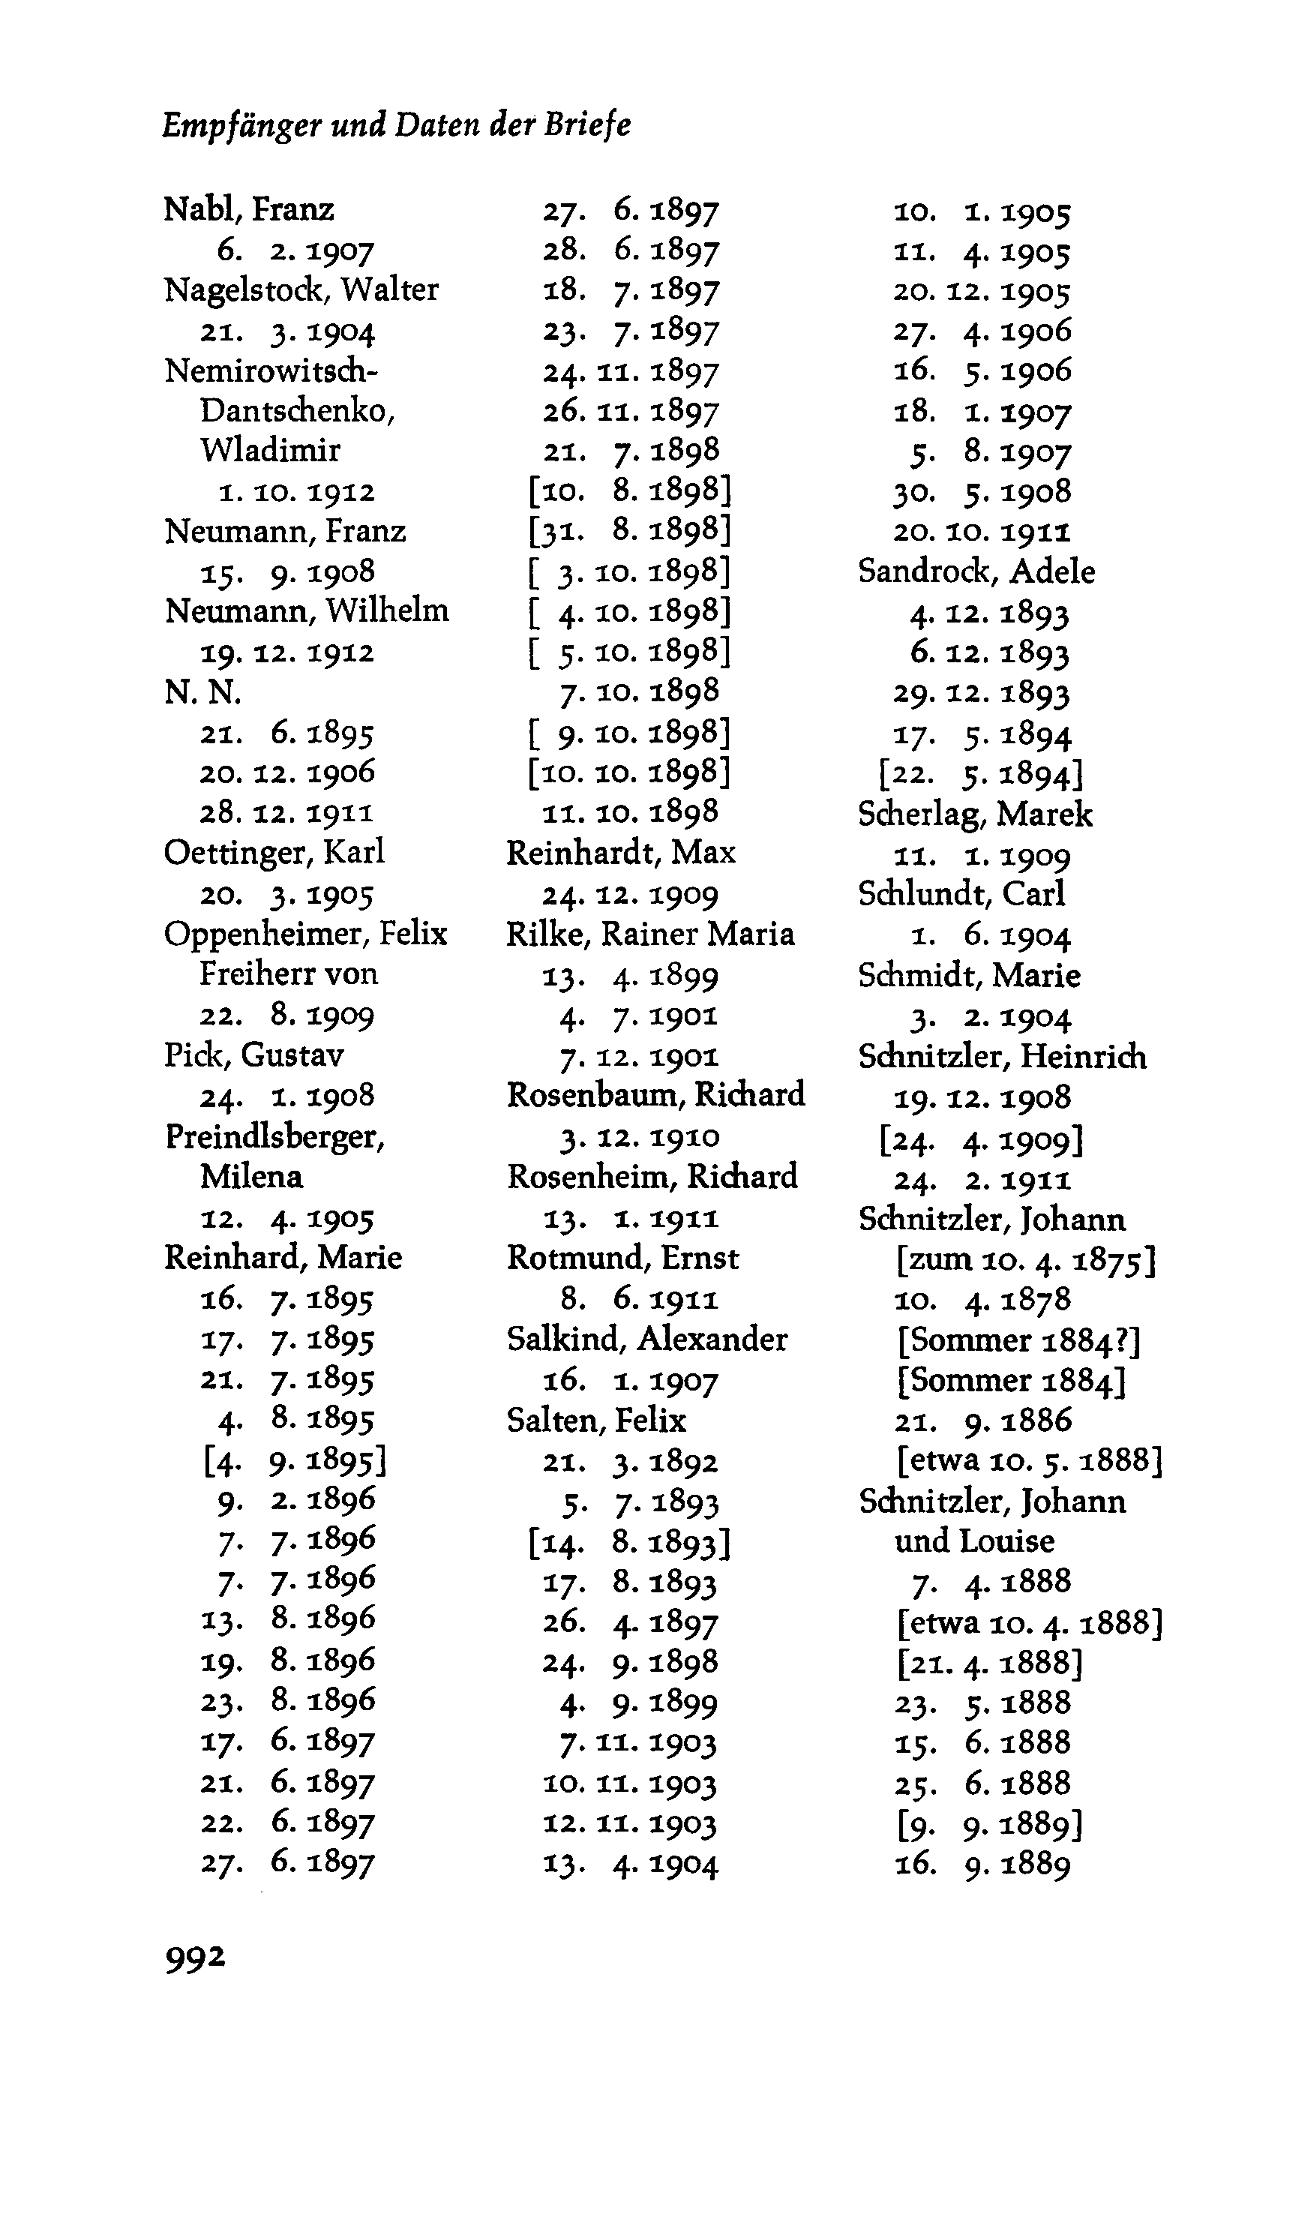 Empfänger und Daten der Briefe
Nabl, Franz
6. 2. 1907
Nagelstock, Walter
21. 3. 1904
Nemirowitsch-
Dantschenko,
Wladimir
1. 10. 1912
Neumann, Franz
15. 9. 1908
Neumann, Wilhelm
19. 12. 1912
N. N.
21. 6. 1895
20. 12. 1906
28. 12. 1911
Oettinger, Karl
20. 3. 1905
Oppenheimer, Felix
Freiherr von
22. 8. 1909
Pick, Gustav
24. 1. 1908
Preindlsberger,
Milena
12. 4. 1905
Reinhard, Marie
16. 7. 1895
17. 7. 1895
21. 7. 1895
4. 8. 1895
[4. 9. 1895]
9. 2. 1896
7. 7. 1896
7. 7. 1896
13. 8. 1896
19. 8. 1896
23. 8. 1896
17. 6. 1897
21. 6. 1897
22. 6. 1897
27. 6. 1897
27. 6. 1897
28. 6. 1897
18. 7. 1897
23. 7. 1897
24. 11. 1897
26. 11. 1897
21. 7. 1898
[10. 8. 1898]
[31. 8. 1898]
[ 3. 10. 1898]
[ 4. 10. 1898]
[ 5. 10. 1898]
7. 10. 1898
[ 9. 10. 1898]
[10. 10. 1898]
11. 10. 1898
Reinhardt, Max
24. 12. 1909
Rilke, Rainer Maria
13. 4. 1899
4. 7. 1901
7. 12. 1901
Rosenbaum, Richard
3. 12. 1910
Rosenheim, Richard
13. 1. 1911
Rotmund, Ernst
8. 6. 1911
Salkind, Alexander
16. 1. 1907
Salten, Felix
21. 3. 1892
5. 7. 1893
[14. 8. 1893]
17. 8. 1893
26. 4. 1897
24. 9. 1898
4. 9. 1899
7. 11. 1903
10. 11. 1903
12. 11. 1903
13. 4. 1904
10. 1. 1905
11. 4. 1905
20. 12. 1905
27. 4. 1906
16. 5. 1906
18. 1. 1907
5. 8. 1907
30. 5. 1908
20. 10. 1911
Sandrock, Adele
4. 12. 1893
6. 12. 1893
29. 12. 1893
17. 5. 1894
[22. 5. 1894]
Scherlag, Marek
11. 1. 1909
Schlundt, Carl
1. 6. 1904
Schmidt, Marie
3. 2. 1904
Schnitzler, Heinrich
19. 12. 1908
[24. 4. 1909]
24. 2. 1911
Schnitzler, Johann
[zum 10. 4. 1875]
10. 4. 1878
[Sommer 1884?]
[Sommer 1884]
21. 9. 1886
[etwa 10. 5. 1888]
Schnitzler, Johann
und Louise
7. 4. 1888
[etwa 10. 4. 1888]
[21. 4. 1888]
23. 5. 1888
15. 6. 1888
25. 6. 1888
[9. 9. 1889]
16. 9. 1889
992